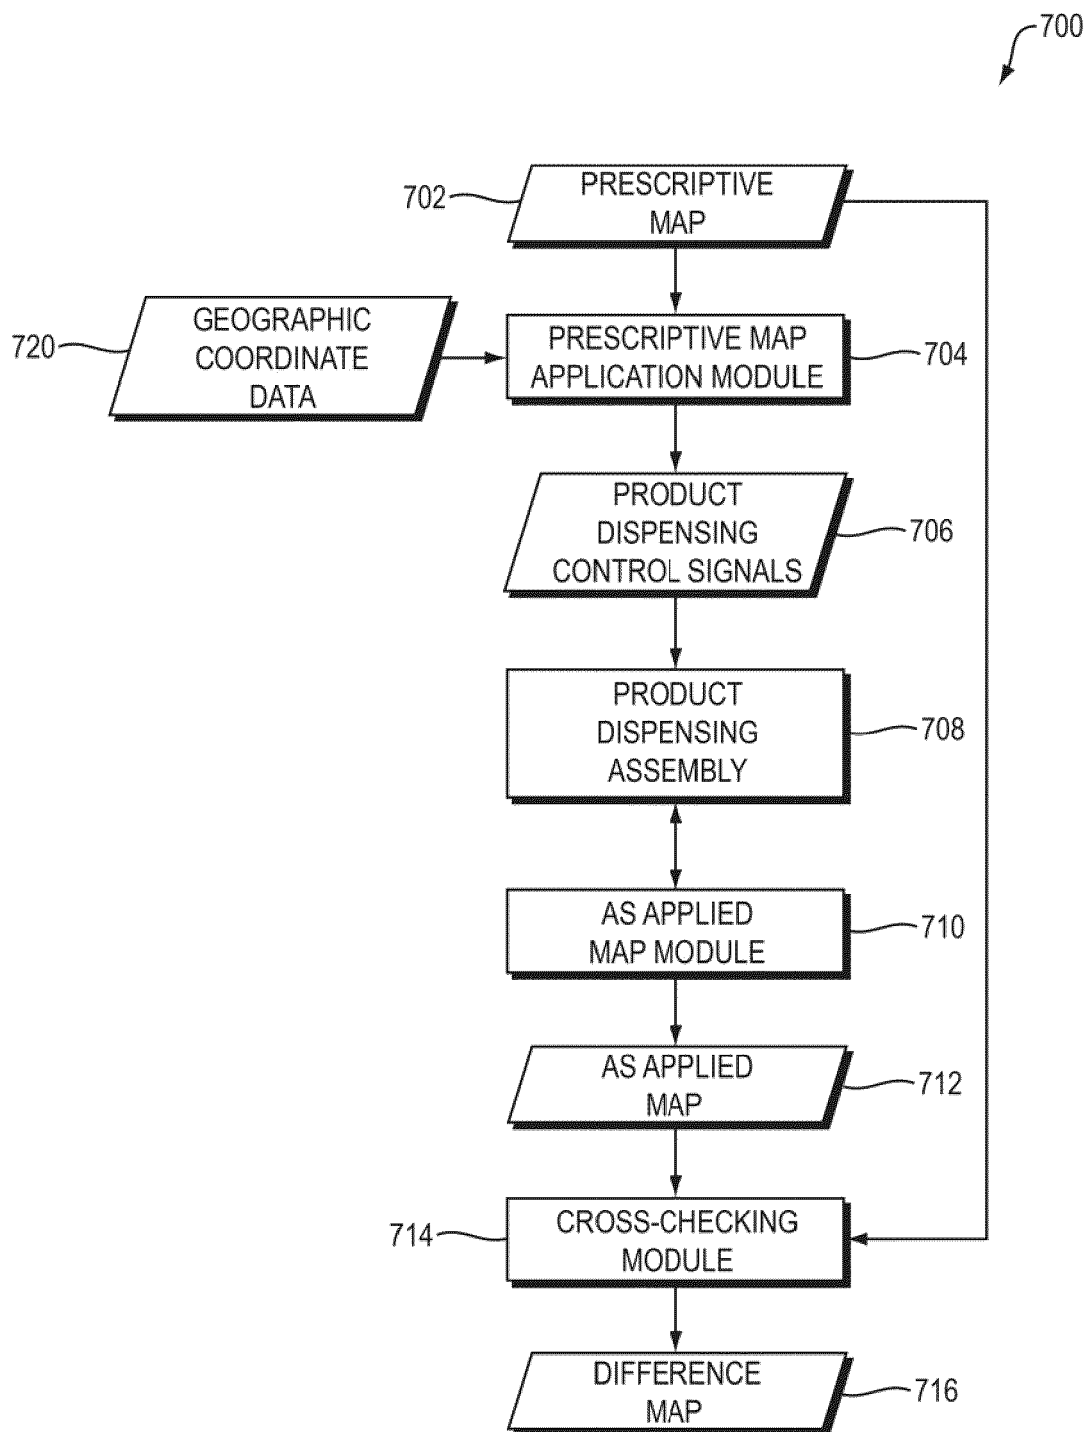 700
702
PRESCRIPTIVE
MAP
720
GEOGRAPHIC
COORDINATE
DATA
PRESCRIPTIVE MAP
APPLICATION MODULE
704
PRODUCT
DISPENSING
CONTROL SIGNALS
706
PRODUCT
DISPENSING
ASSEMBLY
708
AS APPLIED
MAP MODULE
710
AS APPLIED
MAP
712
714
CROSS-CHECKING
MODULE
DIFFERENCE
MAP
716